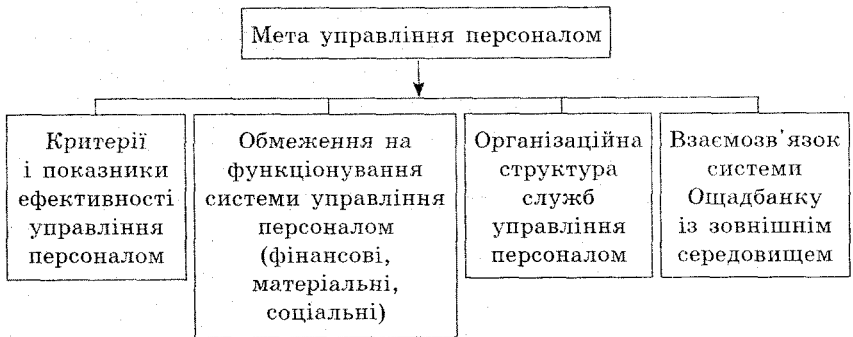 Мета управління персоналом
Критерії
і показники
ефективності
управління
персоналом
Обмеження на
функціонування
системи управління
персоналом
(фінансові,
матеріальні,
соціальні)
Організаційна
структура
служб
управління
персоналом
Взаємозв'язок
системи
Ощадбанку
із зовнішнім
середовищем